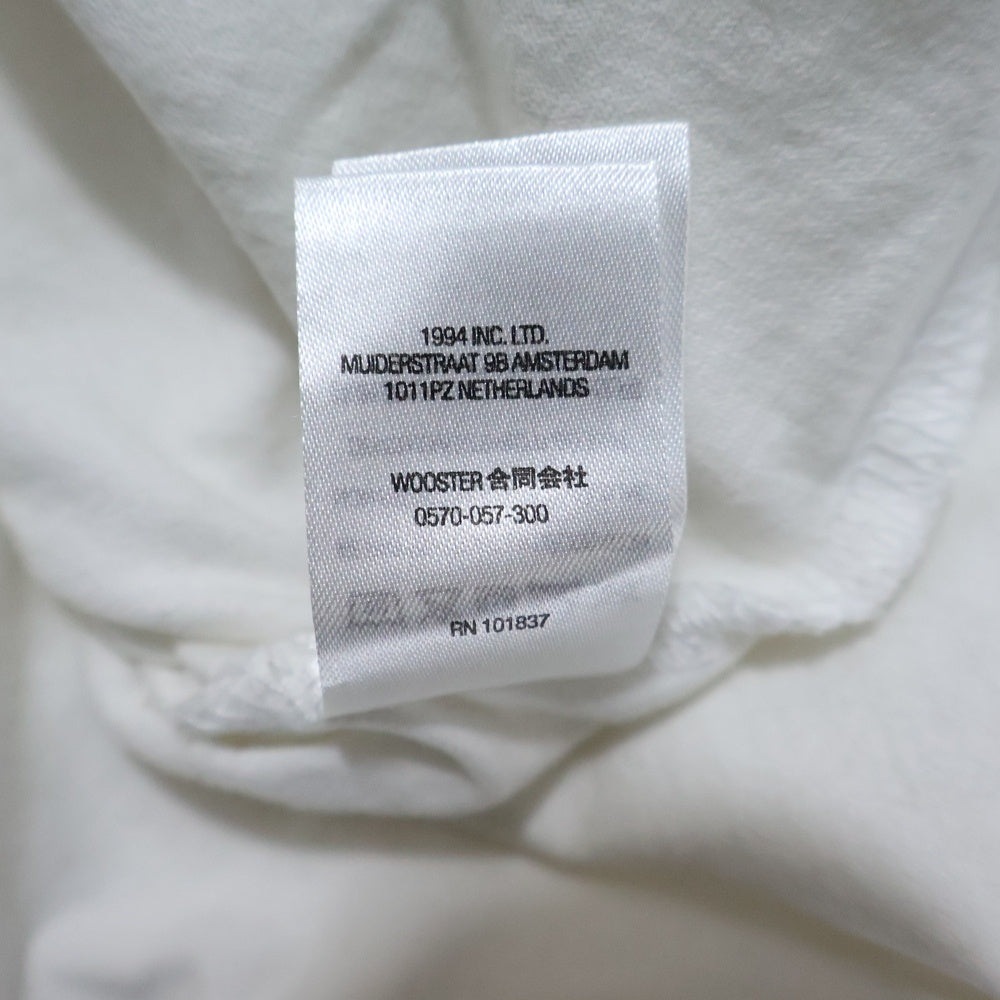 1994 INC. LTD.
MUIDERSTRAAT 9B AMSTERDAM
1011PZ NETHERLANDS
WOOSTER 合同会社
0570-057-300
RN 101837